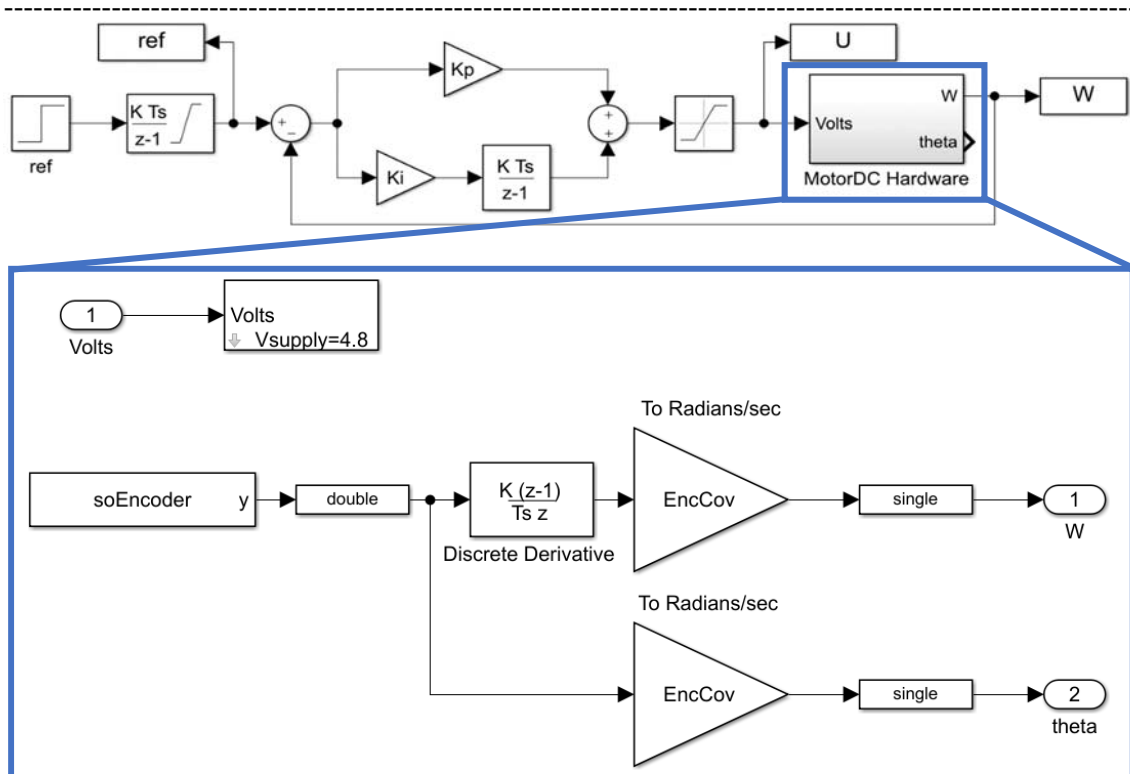 ref
U
Kp
W
K Ts
z-1
+
−
+
+
Volts
W
theta
ref
Ki
K Ts
z-1
MotorDC Hardware
1
Volts
Volts
Vsupply=4.8
To Radians/sec
soEncoder
y
double
K (z-1)
Ts z
EncCov
single
1
W
Discrete Derivative
To Radians/sec
EncCov
single
2
theta